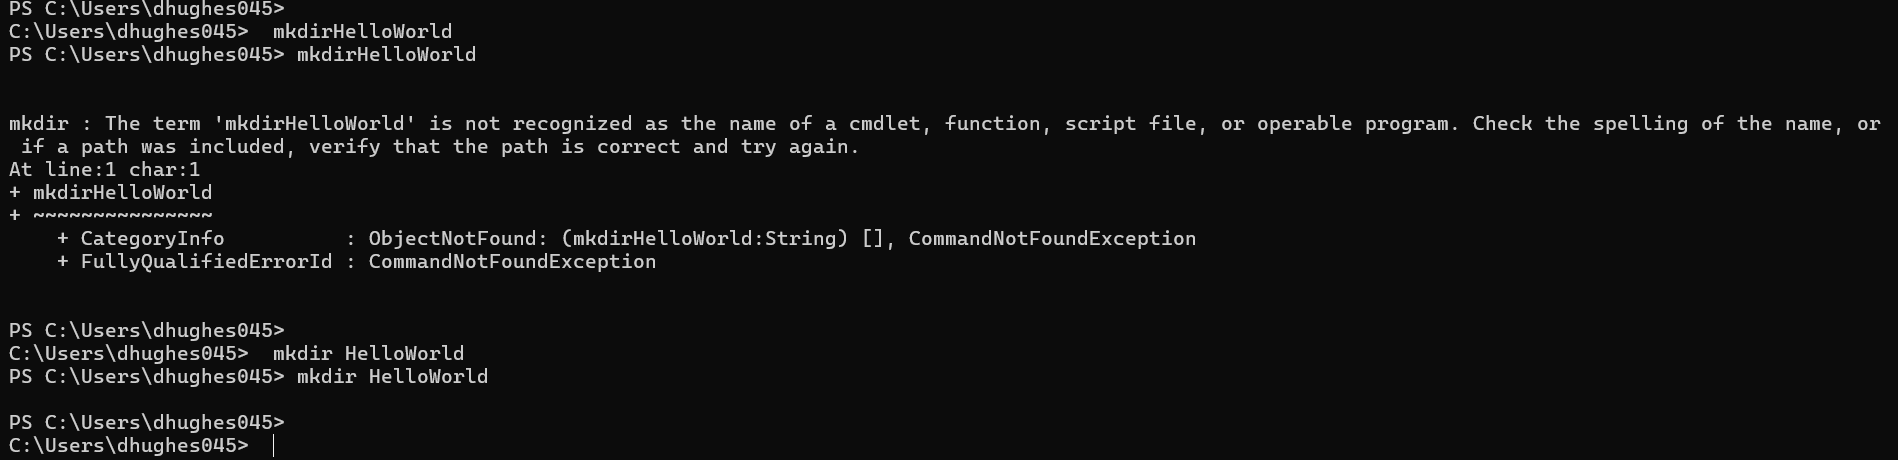 PS C:\Users\dhughes045>
C:\Users\dhughes045>  mkdirHelloWorld
PS C:\Users\dhughes045> mkdirHelloWorld
mkdir : The term 'mkdirHelloWorld' is not recognized as the name of a cmdlet, function, script file, or operable program. Check the spelling of the name, or
 if a path was included, verify that the path is correct and try again.
At line:1 char:1
+ mkdirHelloWorld
+ ~~~~~~~~~~~~~~~
    + CategoryInfo          : ObjectNotFound: (mkdirHelloWorld:String) [], CommandNotFoundException
    + FullyQualifiedErrorId : CommandNotFoundException
PS C:\Users\dhughes045>
C:\Users\dhughes045>  mkdir HelloWorld
PS C:\Users\dhughes045> mkdir HelloWorld
PS C:\Users\dhughes045>
C:\Users\dhughes045>